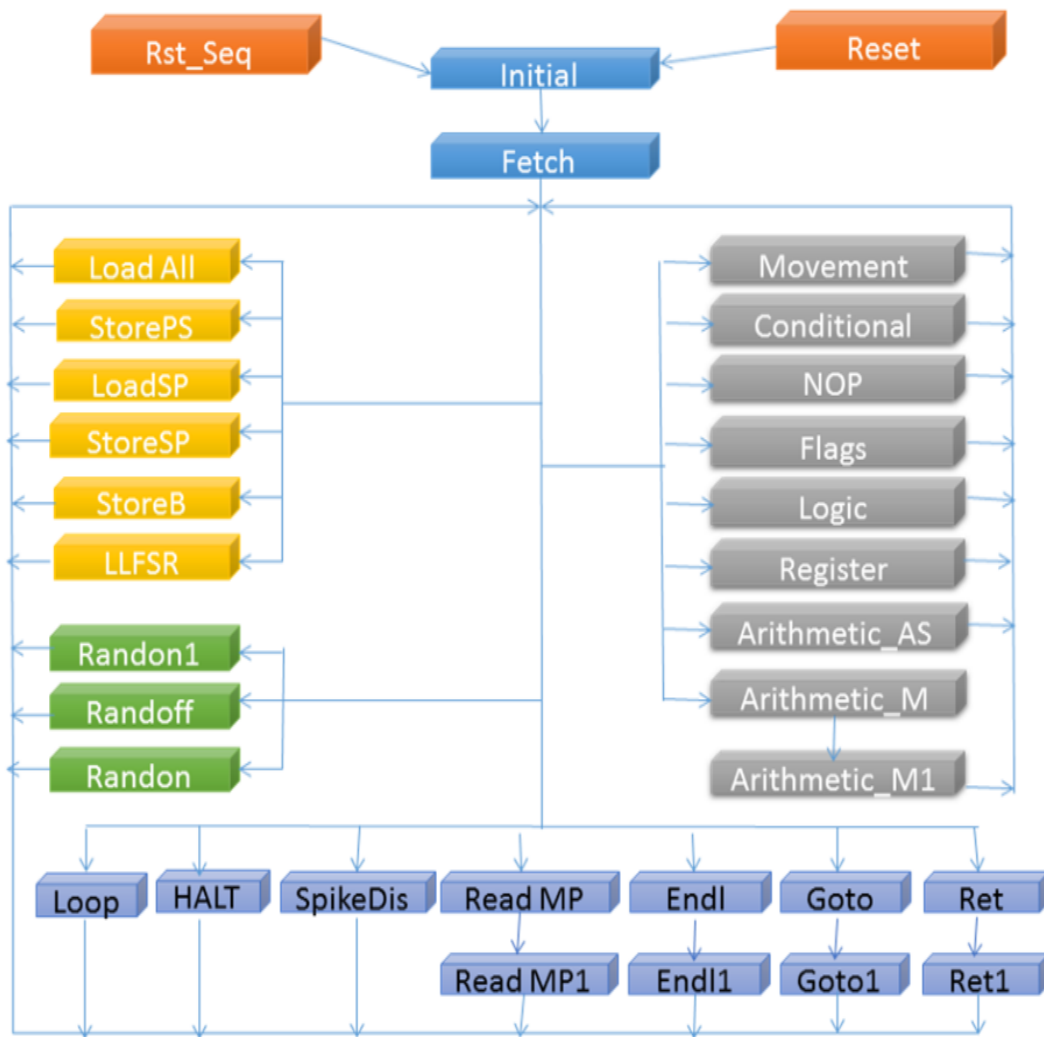 Rst_Seq
Reset
Initial
Fetch
Load All
StorePS
LoadSP
StoreSP
StoreB
LLFSR
Randon1
Randoff
Randon
Movement
Conditional
NOP
Flags
Logic
Register
Arithmetic_AS
Arithmetic_M
Arithmetic_M1
Loop
HALT
SpikeDis
Read MP
Endl
Goto
Ret
Read MP1
Endl1
Goto1
Ret1